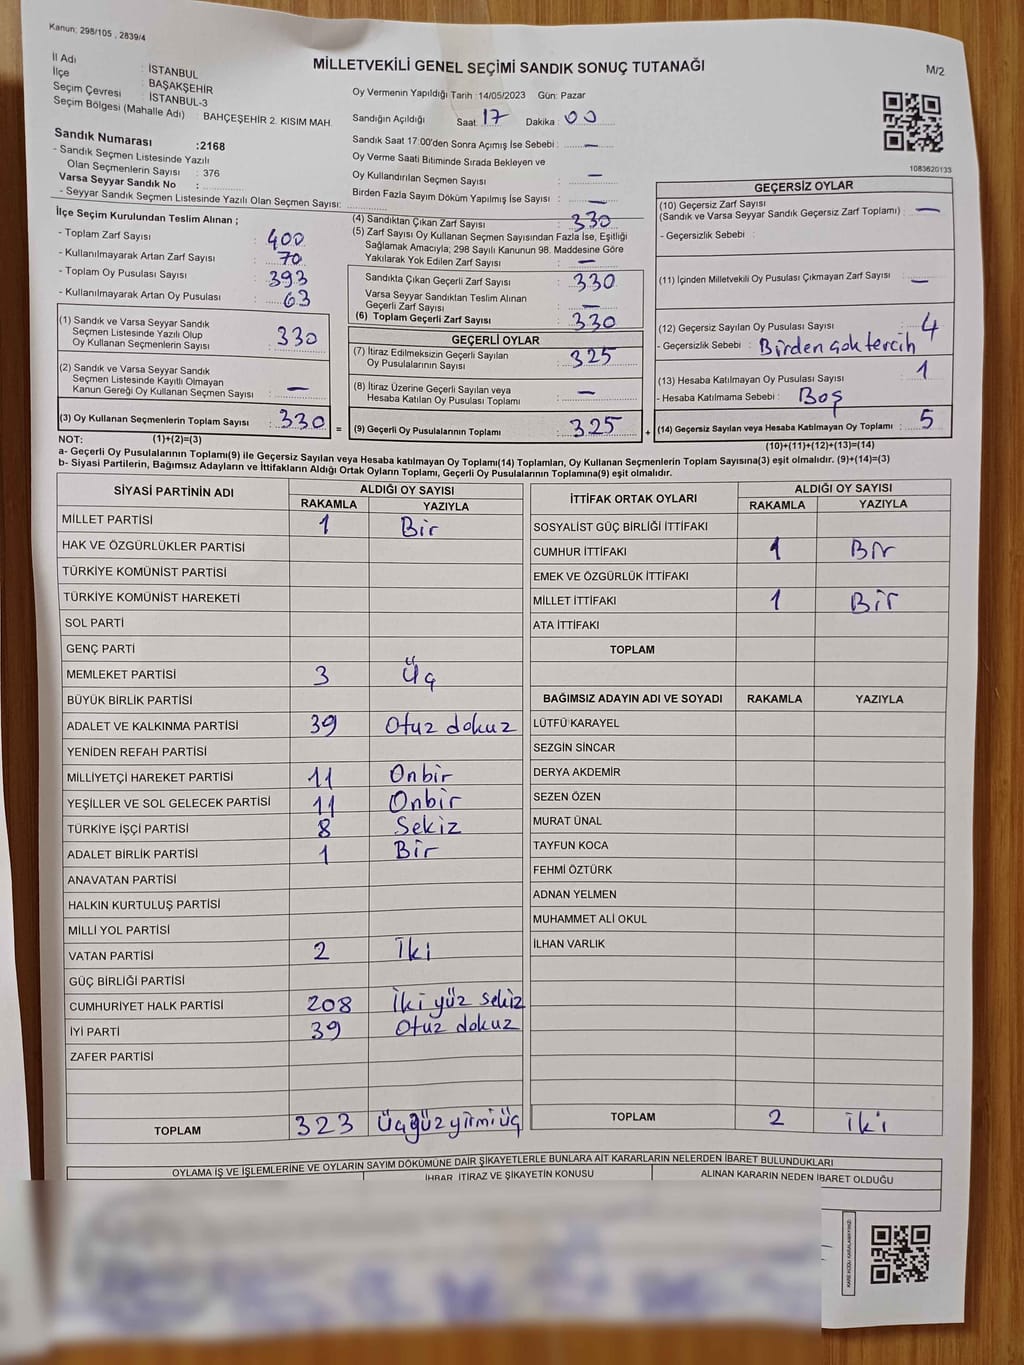 Kanun; 298/105 , 2839/4
MİLLETVEKİLİ GENEL SEÇİMİ SANDIK SONUÇ TUTANAĞI
M/2
İl Adı : İSTANBUL
İlçe : BAŞAKŞEHİR
Seçim Çevresi : İSTANBUL-3
Seçim Bölgesi (Mahalle Adı) : BAHÇEŞEHİR 2. KISIM MAH.
Sandık Numarası :2168
- Sandık Seçmen Listesinde Yazılı
Olan Seçmenlerin Sayısı : 376
Varsa Seyyar Sandık No :
- Seyyar Sandık Seçmen Listesinde Yazılı Olan Seçmen Sayısı:
Oy Vermenin Yapıldığı Tarih :14/05/2023 Gün: Pazar
Sandığın Açıldığı Saat: 17 Dakika : 00
Sandık Saat 17:00'den Sonra Açımış İse Sebebi : —
Oy Verme Saati Bitiminde Sırada Bekleyen ve
Oy Kullandırılan Seçmen Sayısı : —
Birden Fazla Sayım Döküm Yapılmış İse Sayısı : —
1083620133
İlçe Seçim Kurulundan Teslim Alınan ;
- Toplam Zarf Sayısı : 400
- Kullanılmayarak Artan Zarf Sayısı : 70
- Toplam Oy Pusulası Sayısı : 393
- Kullanılmayarak Artan Oy Pusulası : 63
(1) Sandık ve Varsa Seyyar Sandık
Seçmen Listesinde Yazılı Olup
Oy Kullanan Seçmenlerin Sayısı : 330
(2) Sandık ve Varsa Seyyar Sandık
Seçmen Listesinde Kayıtlı Olmayan
Kanun Gereği Oy Kullanan Seçmen Sayısı : —
(3) Oy Kullanan Seçmenlerin Toplam Sayısı : 330 =
(4) Sandıktan Çıkan Zarf Sayısı : 330
(5) Zarf Sayısı Oy Kullanan Seçmen Sayısından Fazla İse, Eşitliği
Sağlamak Amacıyla; 298 Sayılı Kanunun 98. Maddesine Göre
Yakılarak Yok Edilen Zarf Sayısı : —
Sandıkta Çıkan Geçerli Zarf Sayısı : 330
Varsa Seyyar Sandıktan Teslim Alınan
Geçerli Zarf Sayısı : —
(6) Toplam Geçerli Zarf Sayısı : 330
GEÇERLİ OYLAR
(7) İtiraz Edilmeksizin Geçerli Sayılan
Oy Pusulasının Sayısı : 325
(8) İtiraz Üzerine Geçerli Sayılan veya
Hesaba Katılan Oy Pusulası Toplamı : —
(9) Geçerli Oy Pusulalarının Toplamı : 325 +
GEÇERSİZ OYLAR
(10) Geçersiz Zarf Sayısı
(Sandık ve Varsa Seyyar Sandık Geçersiz Zarf Toplamı) : —
- Geçersizlik Sebebi :
(11) İçinden Milletvekili Oy Pusulası Çıkmayan Zarf Sayısı : —
(12) Geçersiz Sayılan Oy Pusulası Sayısı : 4
- Geçersizlik Sebebi : Birden çok tercih
(13) Hesaba Katılmayan Oy Pusulası Sayısı : 1
- Hesaba Katılmama Sebebi : Boş
(14) Geçersiz Sayılan veya Hesaba Katılmayan Oy Toplamı : 5
NOT: (1)+(2)=(3)
(10)+(11)+(12)+(13)=(14)
a- Geçerli Oy Pusulalarının Toplamı(9) ile Geçersiz Sayılan veya Hesaba katılmayan Oy Toplamı(14) Toplamları, Oy Kullanan Seçmenlerin Toplam Sayısına(3) eşit olmalıdır. (9)+(14)=(3)
b- Siyasi Partilerin, Bağımsız Adayların ve İttifakların Aldığı Ortak Oyların Toplamı, Geçerli Oy Pusulalarının Toplamına(9) eşit olmalıdır.
SİYASİ PARTİNİN ADI ALDIĞI OY SAYISI
RAKAMLA YAZIYLA
MİLLET PARTİSİ 1 Bir
HAK VE ÖZGÜRLÜKLER PARTİSİ
TÜRKİYE KOMÜNİST PARTİSİ
TÜRKİYE KOMÜNİST HAREKETİ
SOL PARTİ
GENÇ PARTİ
MEMLEKET PARTİSİ 3 Üç
BÜYÜK BİRLİK PARTİSİ
ADALET VE KALKINMA PARTİSİ 39 Otuz dokuz
YENİDEN REFAH PARTİSİ
MİLLİYETÇİ HAREKET PARTİSİ 11 Onbir
YEŞİLLER VE SOL GELECEK PARTİSİ 11 Onbir
TÜRKİYE İŞÇİ PARTİSİ 8 Sekiz
ADALET BİRLİK PARTİSİ 1 Bir
ANAVATAN PARTİSİ
HALKIN KURTULUŞ PARTİSİ
MİLLİ YOL PARTİSİ
VATAN PARTİSİ 2 İki
GÜÇ BİRLİĞİ PARTİSİ
CUMHURİYET HALK PARTİSİ 208 İki yüz sekiz
İYİ PARTİ 39 Otuz dokuz
ZAFER PARTİSİ
TOPLAM 323 Üçyüzyirmiüç
İTTİFAK ORTAK OYLARI ALDIĞI OY SAYISI
RAKAMLA YAZIYLA
SOSYALİST GÜÇ BİRLİĞİ İTTİFAKI
CUMHUR İTTİFAKI 1 Bir
EMEK VE ÖZGÜRLÜK İTTİFAKI
MİLLET İTTİFAKI 1 Bir
ATA İTTİFAKI
TOPLAM
BAĞIMSIZ ADAYIN ADI VE SOYADI RAKAMLA YAZIYLA
LÜTFÜ KARAYEL
SEZGİN SİNCAR
DERYA AKDEMİR
SEZEN ÖZEN
MURAT ÜNAL
TAYFUN KOCA
FEHMİ ÖZTÜRK
ADNAN YELMEN
MUHAMMET ALİ OKUL
İLHAN VARLIK
TOPLAM 2 İki
OYLAMA İŞ VE İŞLEMLERİNE VE OYLARIN SAYIM DÖKÜMÜNE DAİR ŞİKAYETLERLE BUNLARA AİT KARARLARIN NELERDEN İBARET BULUNDUKLARI
İHBAR, İTİRAZ VE ŞİKAYETİN KONUSU
ALINAN KARARIN NEDEN İBARET OLDUĞU